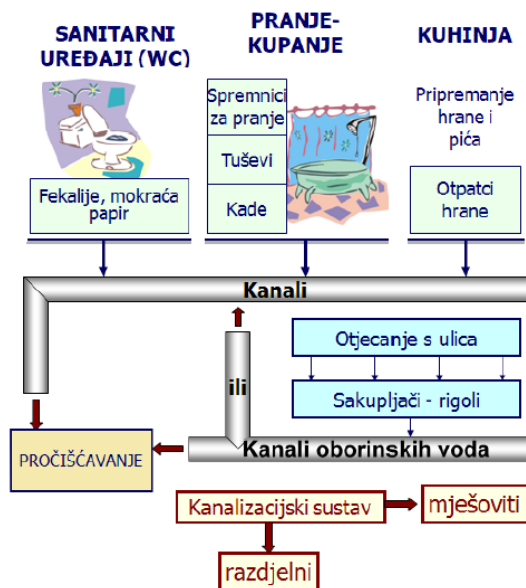 SANITARNI
UREĐAJI (WC)
Fekalije, mokraća
papir
PRANJE-
KUPANJE
Spremnici
za pranje
Tuševi
Kade
KUHINJA
Pripremanje
hrane i
pića
Otpatci
hrane
Kanali
ili
Otjecanje s ulica
Sakupljači - rigoli
Kanali oborinskih voda
PROČIŠĆAVANJE
Kanalizacijski sustav
mješoviti
razdjelni